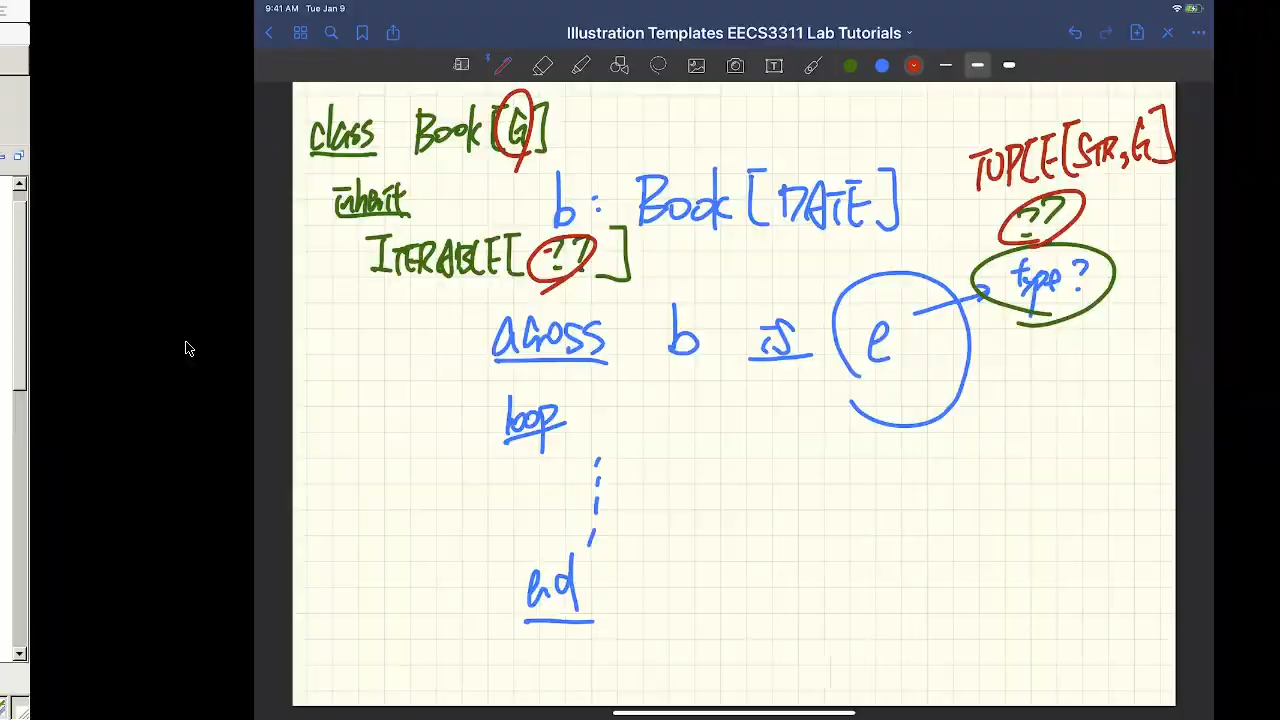 9:41 AM Tue Jan 9
Illustration Templates EECS3311 Lab Tutorials
class Book [G]
TUPLE[STR, G]
inherit
b: Book [DATE]
??
ITERABLE[ ?? ]
type?
across b is e
loop
end